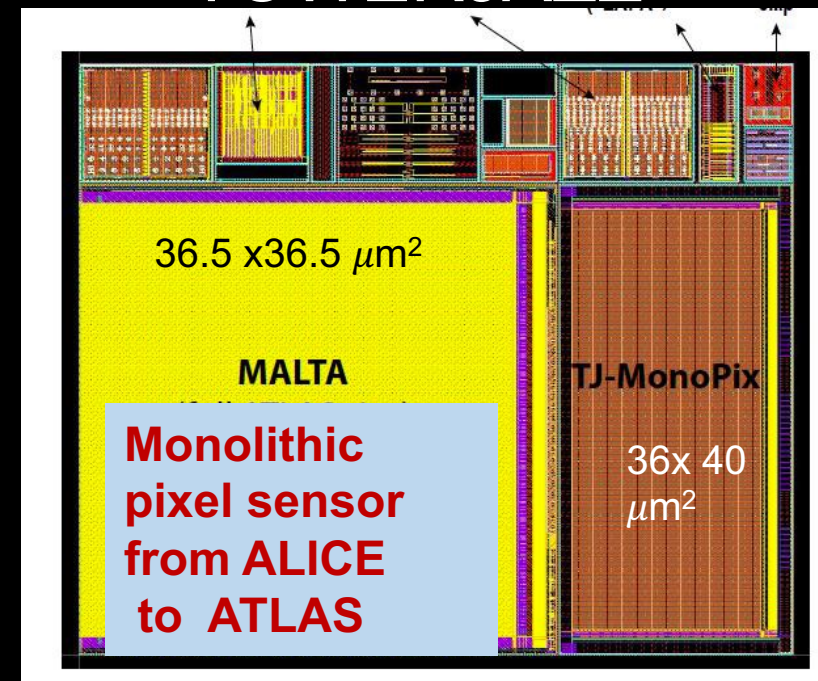 36.5 x36.5 𝜇m²
MALTA
TJ-MonoPix
Monolithic
pixel sensor
from ALICE
to ATLAS
36x 40
𝜇m²